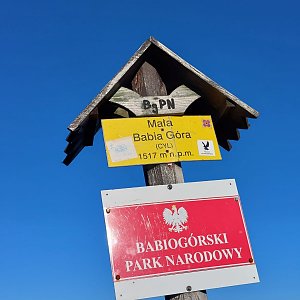 BgPN
Mała
Babia Góra
(CYL)
1517 m n.p.m.
BABIOGÓRSKI
PARK NARODOWY